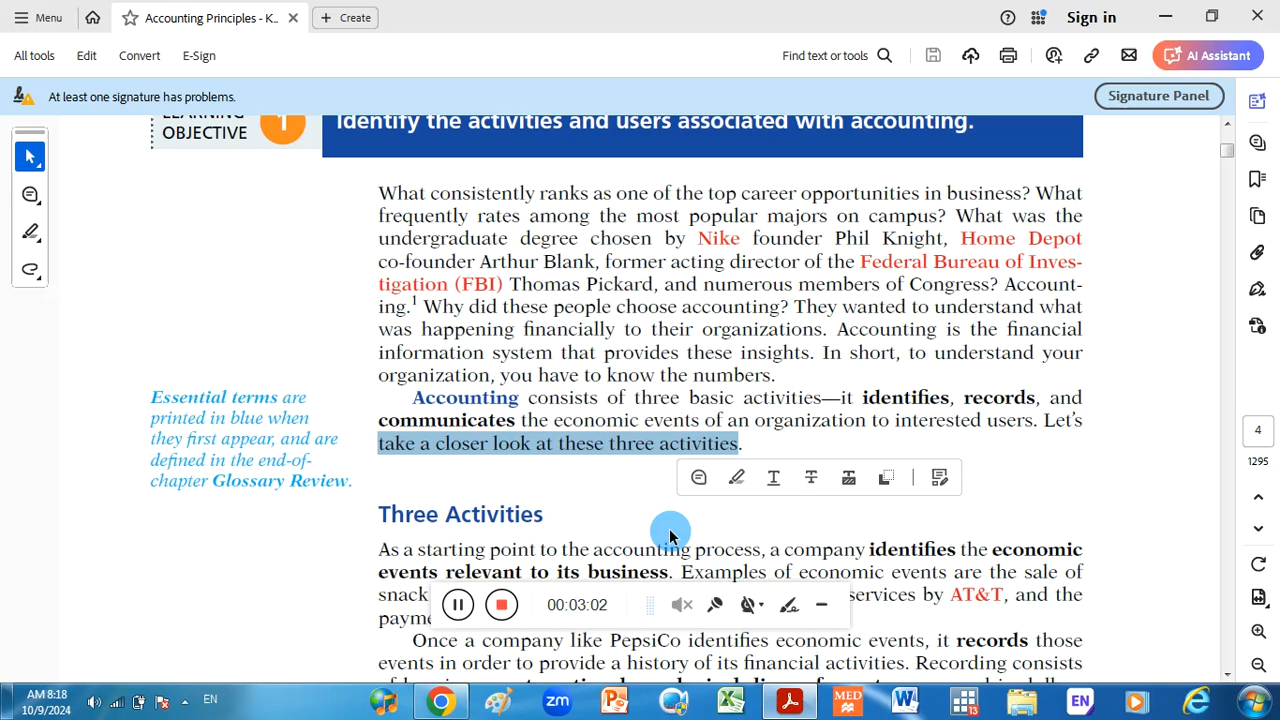 Menu
Accounting Principles - K...
Create
Sign in
All tools
Edit
Convert
E-Sign
Find text or tools
AI Assistant
At least one signature has problems.
Signature Panel
LEARNING
OBJECTIVE
1
Identify the activities and users associated with accounting.
What consistently ranks as one of the top career opportunities in business? What
frequently rates among the most popular majors on campus? What was the
undergraduate degree chosen by Nike founder Phil Knight, Home Depot
co-founder Arthur Blank, former acting director of the Federal Bureau of Inves-
tigation (FBI) Thomas Pickard, and numerous members of Congress? Account-
ing.1 Why did these people choose accounting? They wanted to understand what
was happening financially to their organizations. Accounting is the financial
information system that provides these insights. In short, to understand your
organization, you have to know the numbers.
Accounting consists of three basic activities—it identifies, records, and
communicates the economic events of an organization to interested users. Let's
take a closer look at these three activities.
Essential terms are
printed in blue when
they first appear, and are
defined in the end-of-
chapter Glossary Review.
Three Activities
As a starting point to the accounting process, a company identifies the economic
events relevant to its business. Examples of economic events are the sale of
snack
services by AT&T, and the
payme
Once a company like PepsiCo identifies economic events, it records those
events in order to provide a history of its financial activities. Recording consists
00:03:02
4
1295
AM 8:18
10/9/2024
EN
zm
MED
13
EN